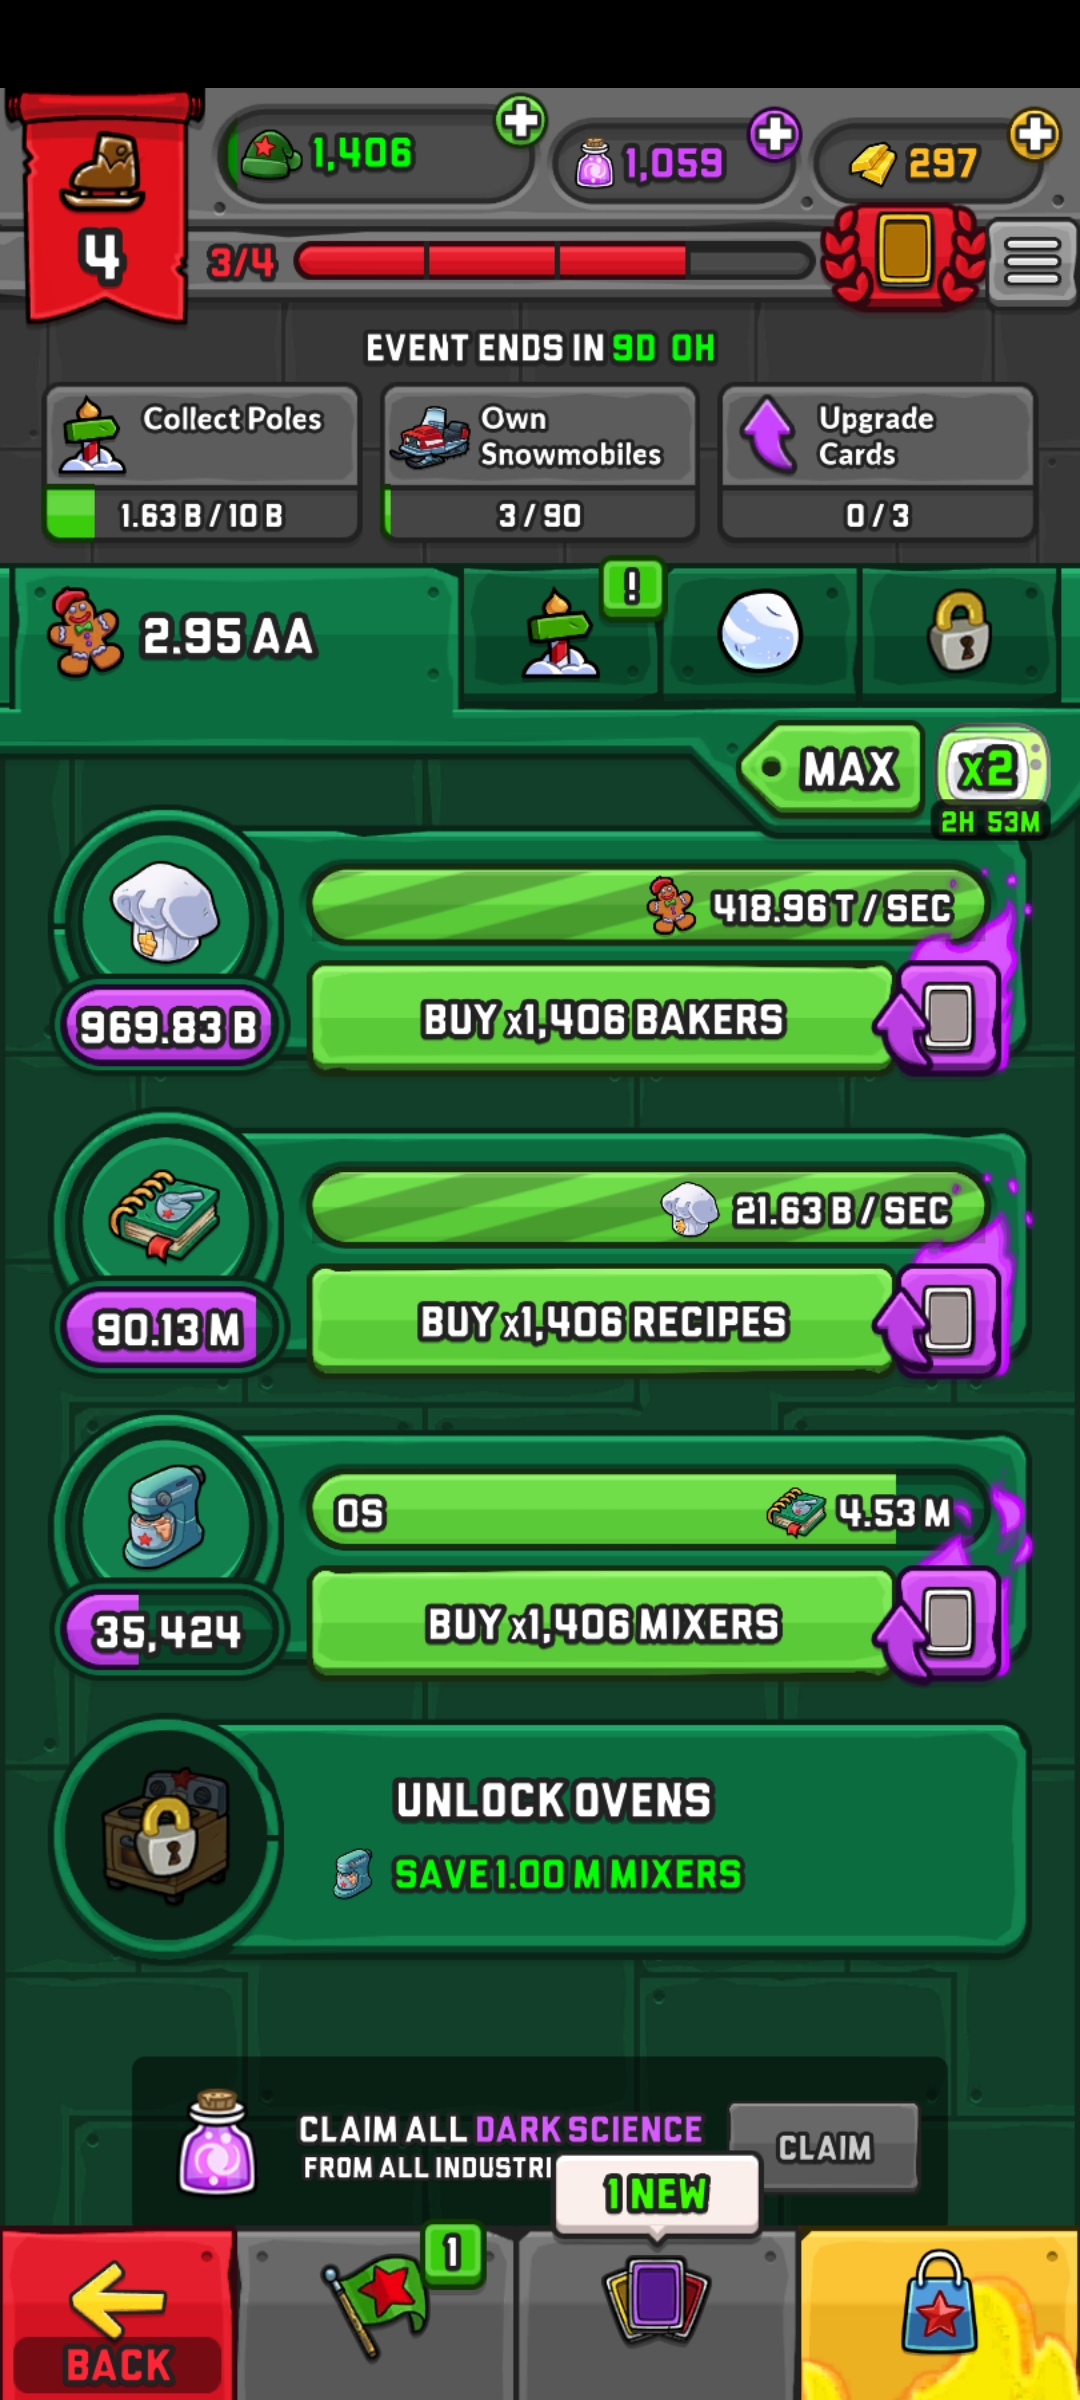 1,406
1,059
297
4
3/4
EVENT ENDS IN 9D 0H
Collect Poles
1.63 B / 10 B
Own
Snowmobiles
3 / 90
Upgrade
Cards
0 / 3
2.95 AA
!
MAX
x2
2H 53M
418.96 T / SEC
969.83 B
BUY x1,406 BAKERS
21.63 B / SEC
90.13 M
BUY x1,406 RECIPES
0S
4.53 M
35,424
BUY x1,406 MIXERS
UNLOCK OVENS
SAVE 1.00 M MIXERS
CLAIM ALL DARK SCIENCE
FROM ALL INDUSTRI
CLAIM
1 NEW
1
BACK